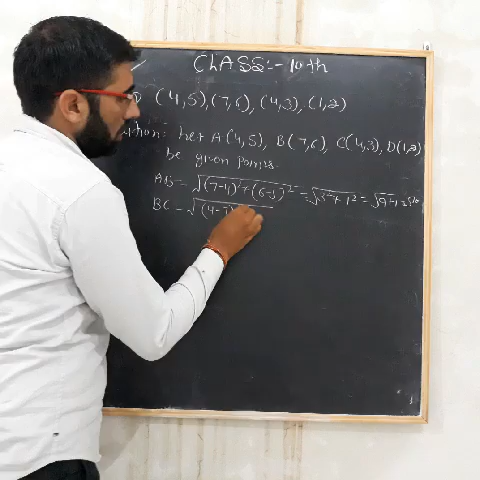 CLASS:- 10th
(4,5),(7,6), (4,3), (1,2)
Let A(4,5), B(7,6), C(4,3), D(1,2)
be given points.
AB = √(7-4)²+(6-5)² = √3²+1² = √9+1 = √10
BC = √(4-7)